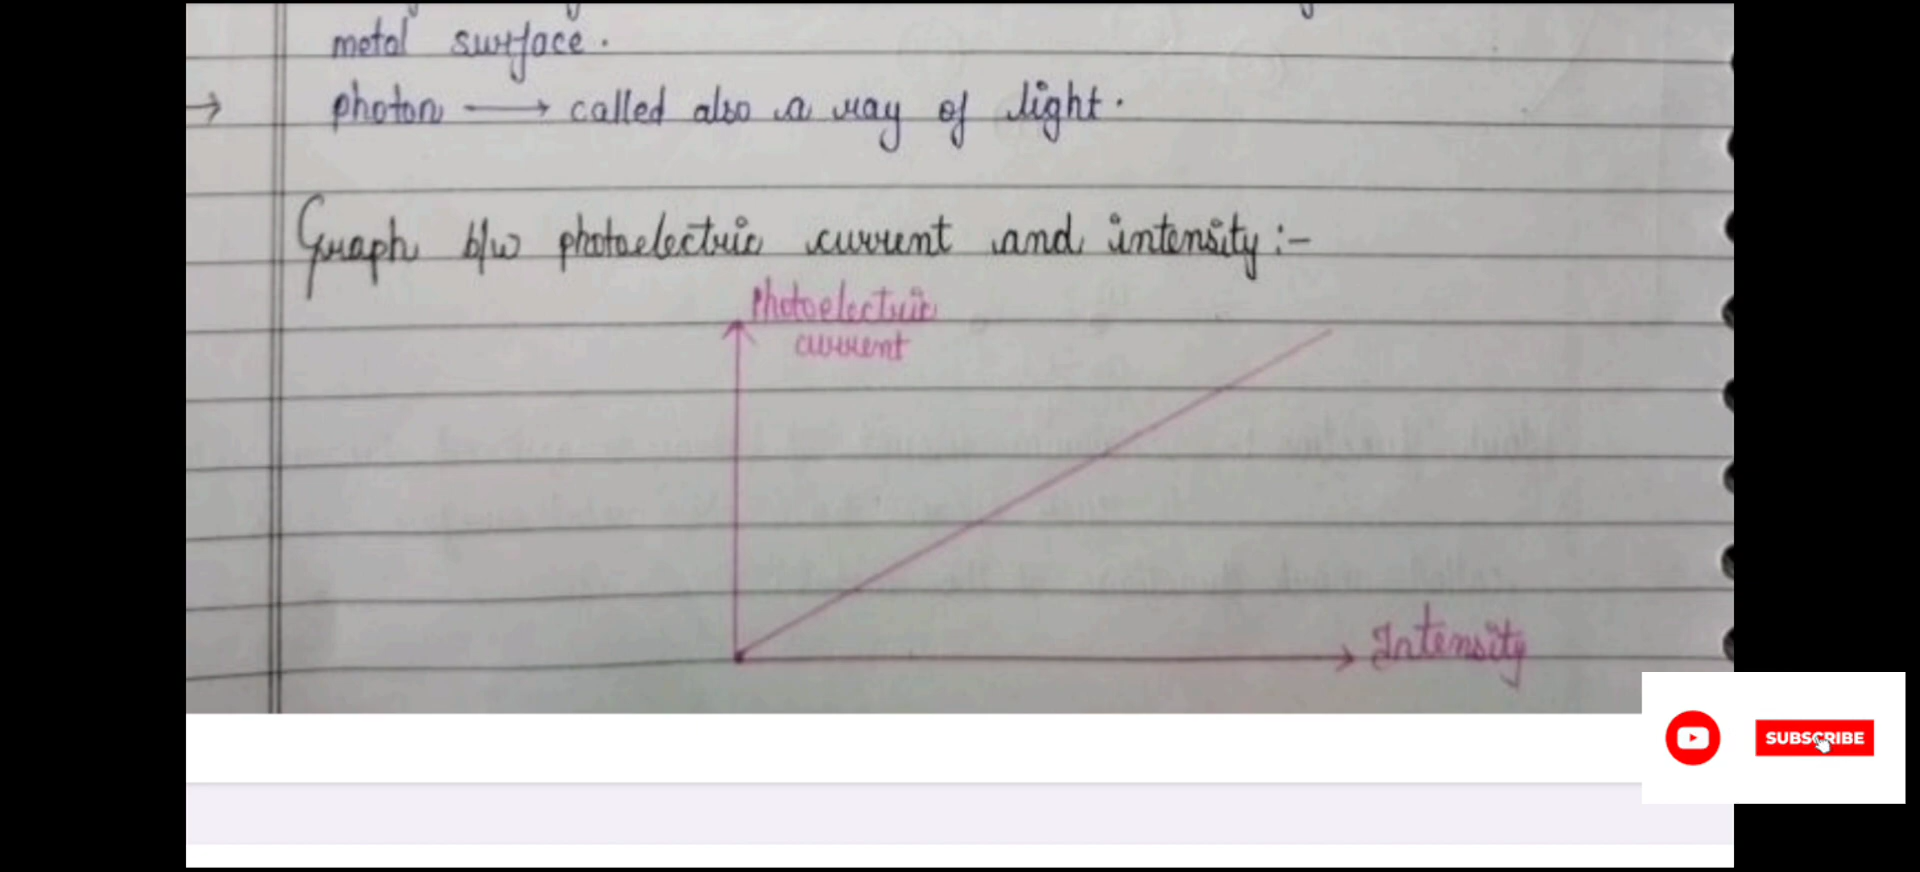 metal surface.
→ photon → called also a ray of light.
Graph b/w photoelectric current and intensity :-
Photoelectric
current
Intensity
SUBSCRIBE